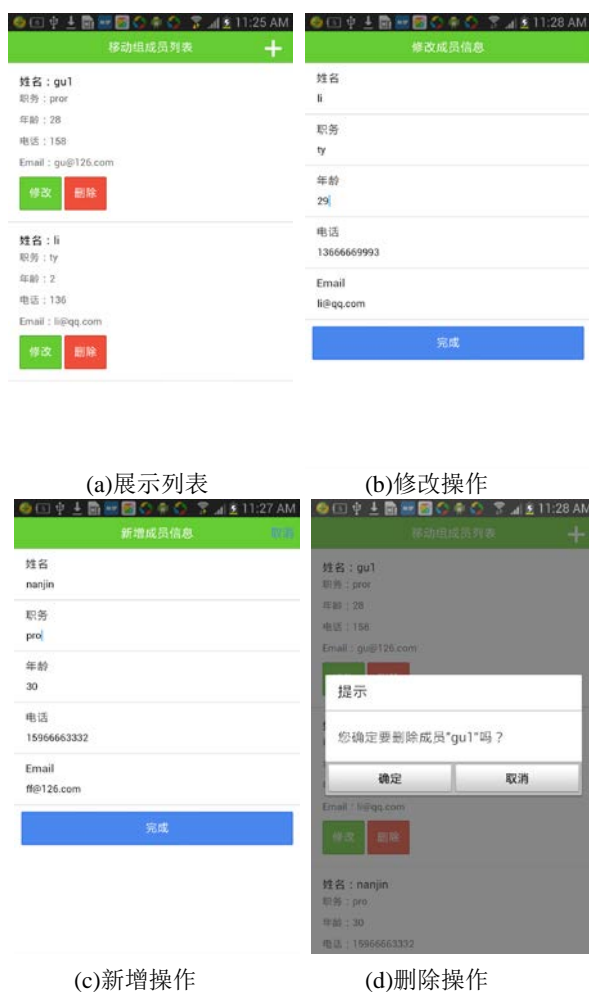 11:25 AM
移动组成员列表 +
姓名：gu1
职务：pror
年龄：28
电话：158
Email：gu@126.com
修改 删除
姓名：li
职务：ty
年龄：2
电话：136
Email：li@qq.com
修改 删除
(a)展示列表
11:28 AM
修改成员信息
姓名
li
职务
ty
年龄
29
电话
13666669993
Email
li@qq.com
完成
(b)修改操作
11:27 AM
新增成员信息 取消
姓名
nanjin
职务
pro
年龄
30
电话
15966663332
Email
ff@126.com
完成
(c)新增操作
11:28 AM
移动组成员列表 +
姓名：gu1
职务：pror
年龄：28
电话：158
Email：gu@126.com
提示
您确定要删除成员"gu1"吗？
确定 取消
Email：li@qq.com
修改 删除
姓名：nanjin
职务：pro
年龄：30
电话：15966663332
(d)删除操作